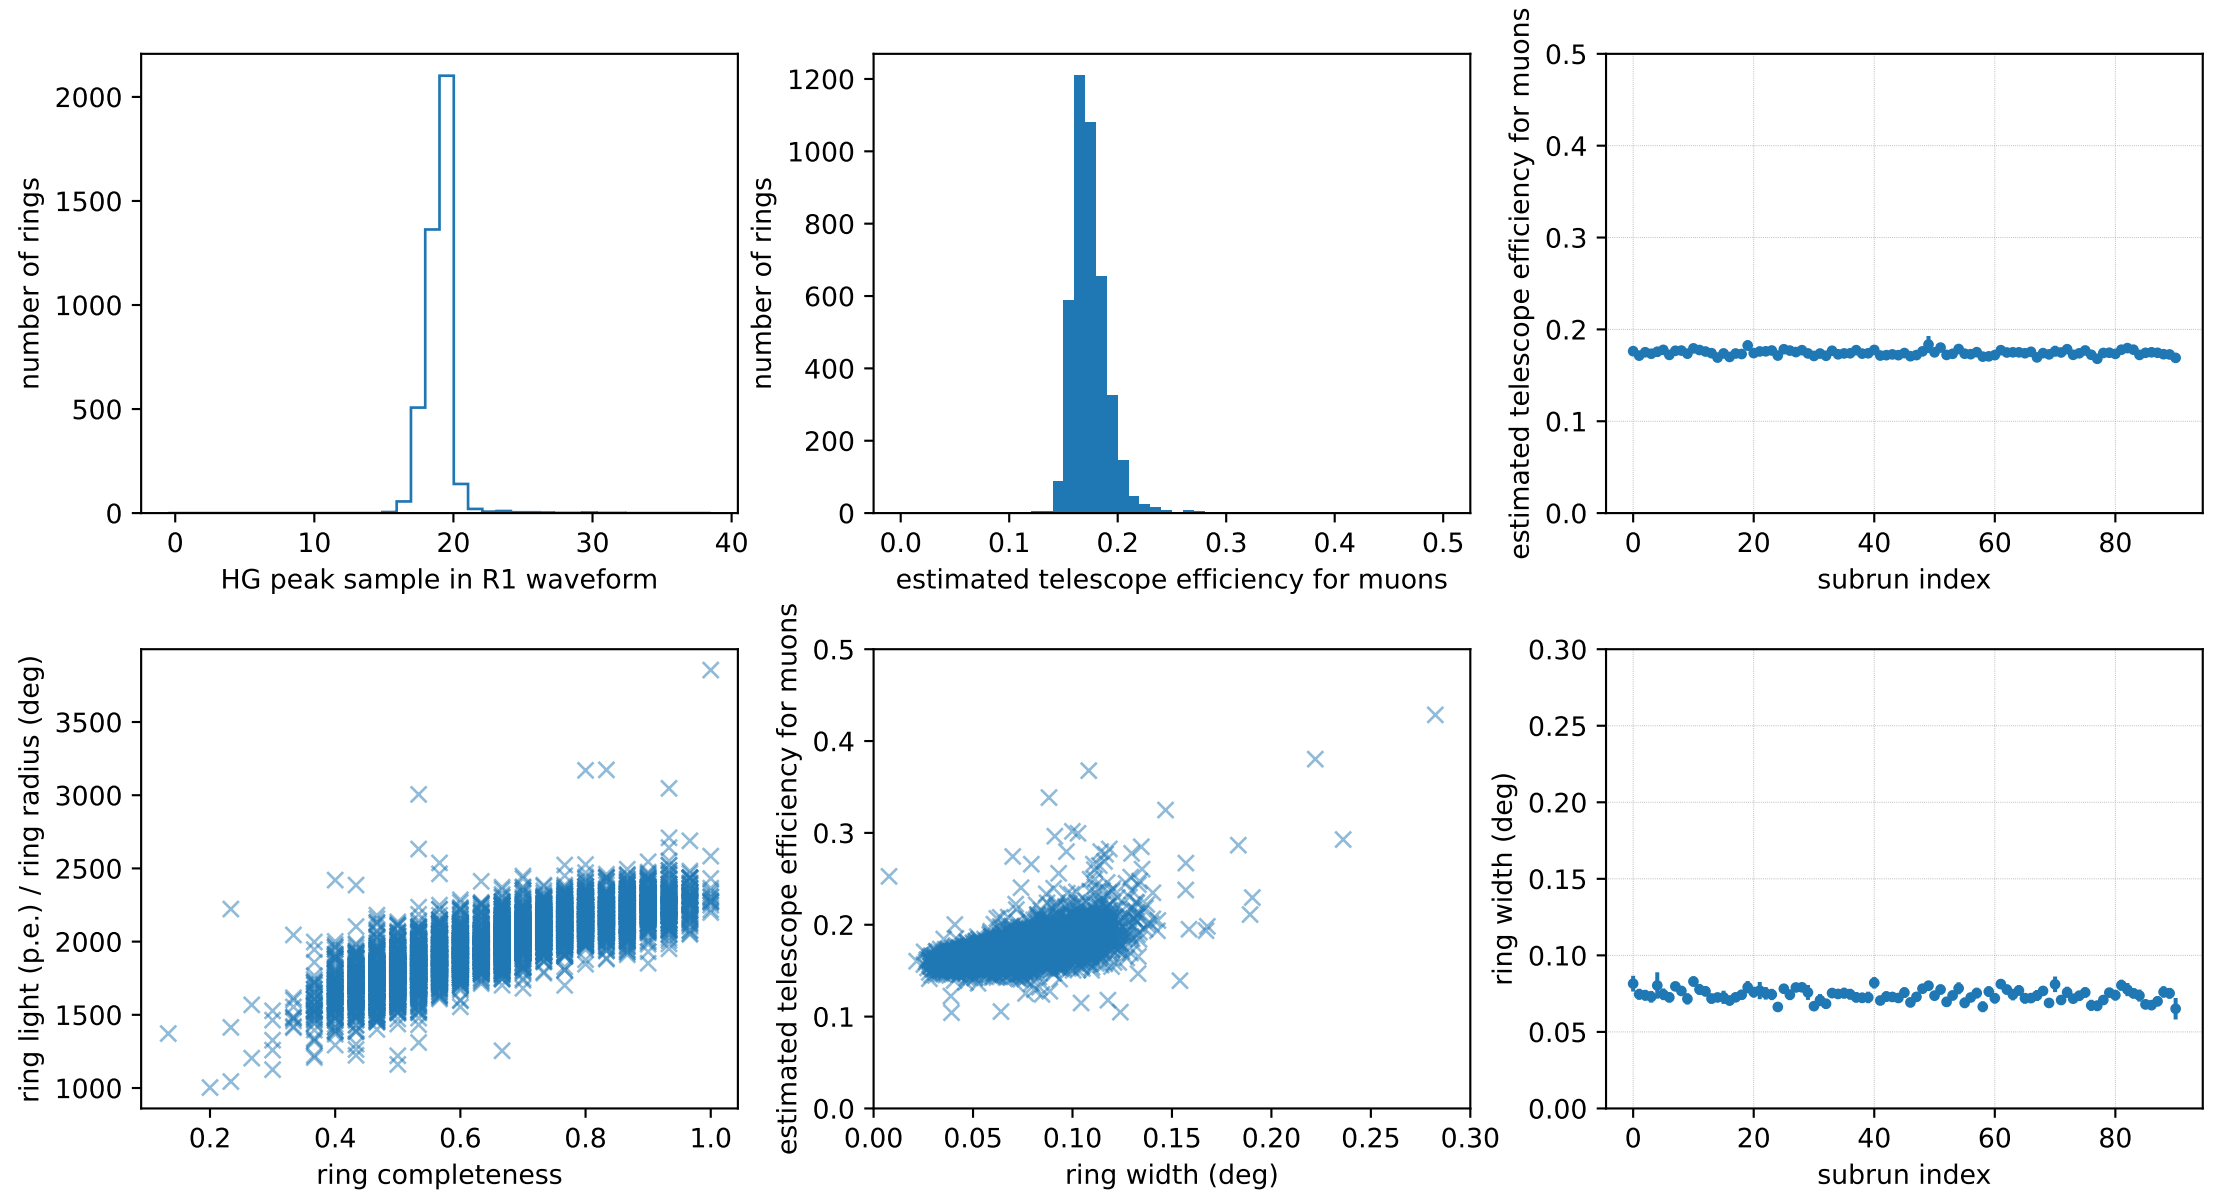 number of rings
2000
1500
1000
500
0
0 10 20 30 40
HG peak sample in R1 waveform
number of rings
1200
1000
800
600
400
200
0
0.0 0.1 0.2 0.3 0.4 0.5
estimated telescope efficiency for muons
estimated telescope efficiency for muons
0.5
0.4
0.3
0.2
0.1
0.0
0 20 40 60 80
subrun index
ring light (p.e.) / ring radius (deg)
3500
3000
2500
2000
1500
1000
0.2 0.4 0.6 0.8 1.0
ring completeness
estimated telescope efficiency for muons
0.5
0.4
0.3
0.2
0.1
0.0
0.00 0.05 0.10 0.15 0.20 0.25 0.30
ring width (deg)
ring width (deg)
0.30
0.25
0.20
0.15
0.10
0.05
0.00
0 20 40 60 80
subrun index